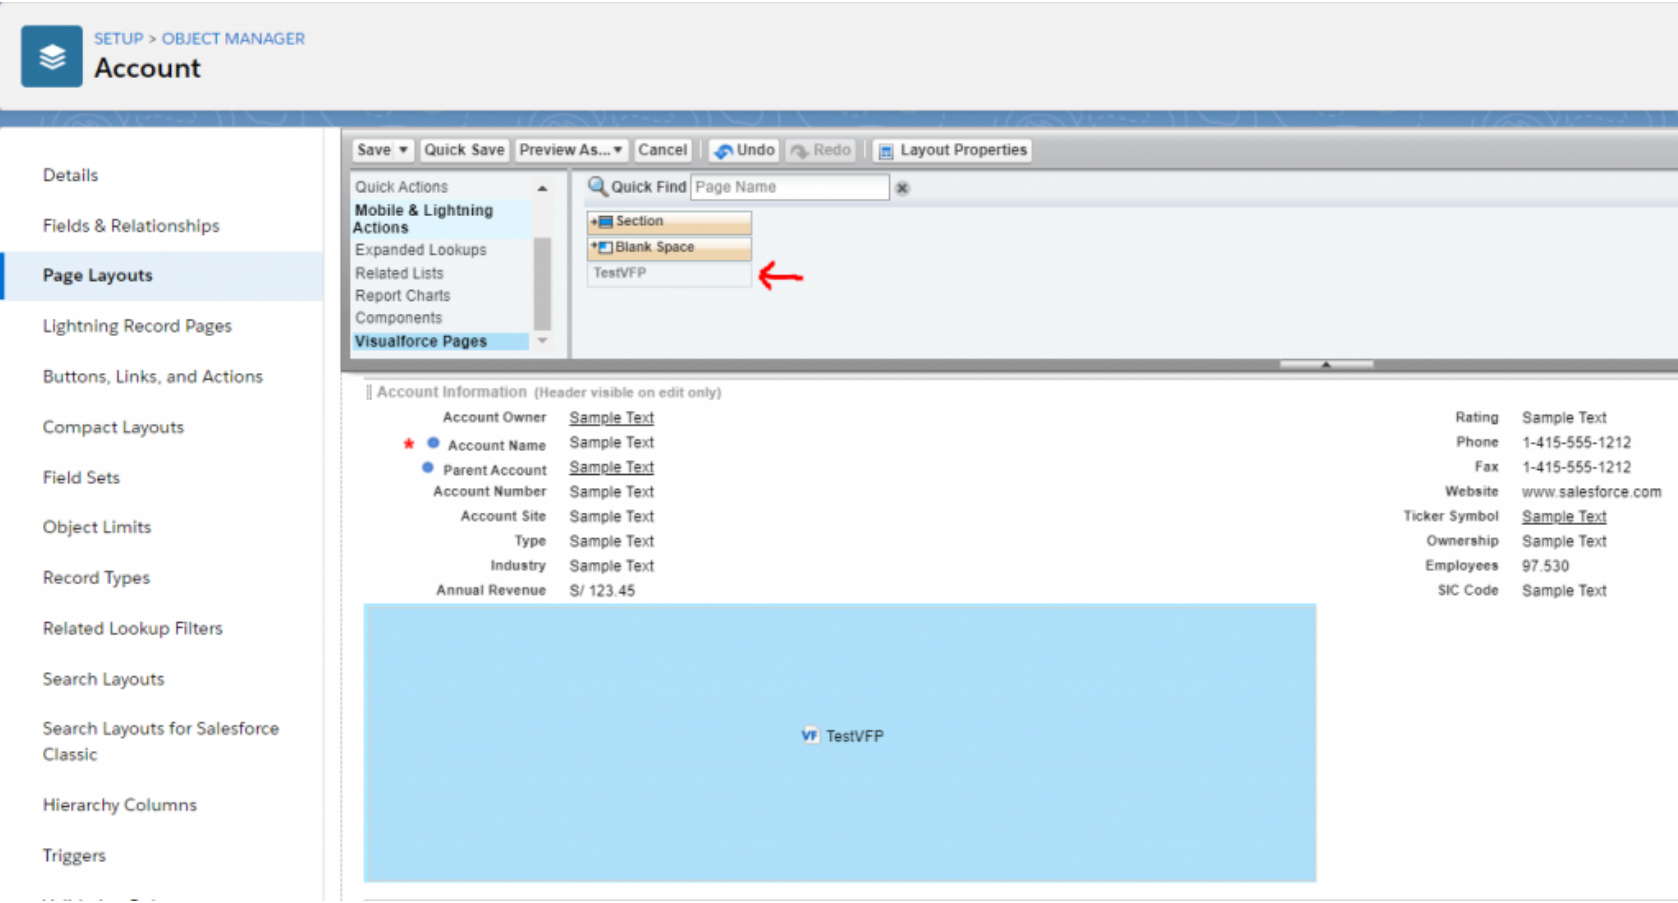 SETUP > OBJECT MANAGER
Account
Details
Fields & Relationships
Page Layouts
Lightning Record Pages
Buttons, Links, and Actions
Compact Layouts
Field Sets
Object Limits
Record Types
Related Lookup Filters
Search Layouts
Search Layouts for Salesforce
Classic
Hierarchy Columns
Triggers
Save Quick Save Preview As... Cancel Undo Redo Layout Properties
Quick Actions
Mobile & Lightning
Actions
Expanded Lookups
Related Lists
Report Charts
Components
Visualforce Pages
Quick Find Page Name
Section
Blank Space
TestVFP
Account Information (Header visible on edit only)
Account Owner Sample Text
* Account Name Sample Text
Parent Account Sample Text
Account Number Sample Text
Account Site Sample Text
Type Sample Text
Industry Sample Text
Annual Revenue S/ 123.45
Rating Sample Text
Phone 1-415-555-1212
Fax 1-415-555-1212
Website www.salesforce.com
Ticker Symbol Sample Text
Ownership Sample Text
Employees 97.530
SIC Code Sample Text
VF TestVFP